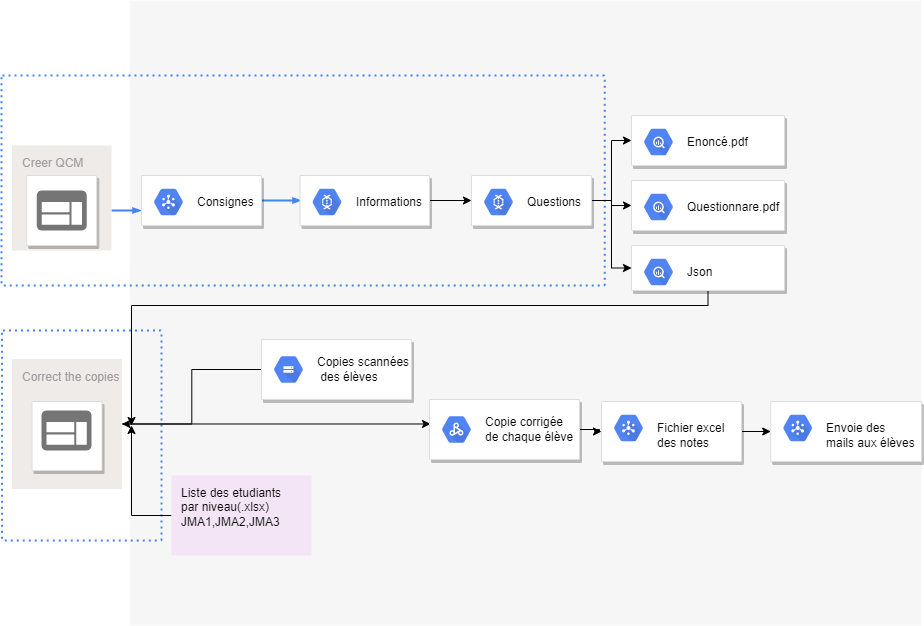 Creer QCM
Consignes
Informations
Questions
Enoncé.pdf
Questionnare.pdf
Json
Correct the copies
Copies scannées
des élèves
Copie corrigée
de chaque élève
Fichier excel
des notes
Envoie des
mails aux élèves
Liste des etudiants
par niveau(.xlsx)
JMA1,JMA2,JMA3